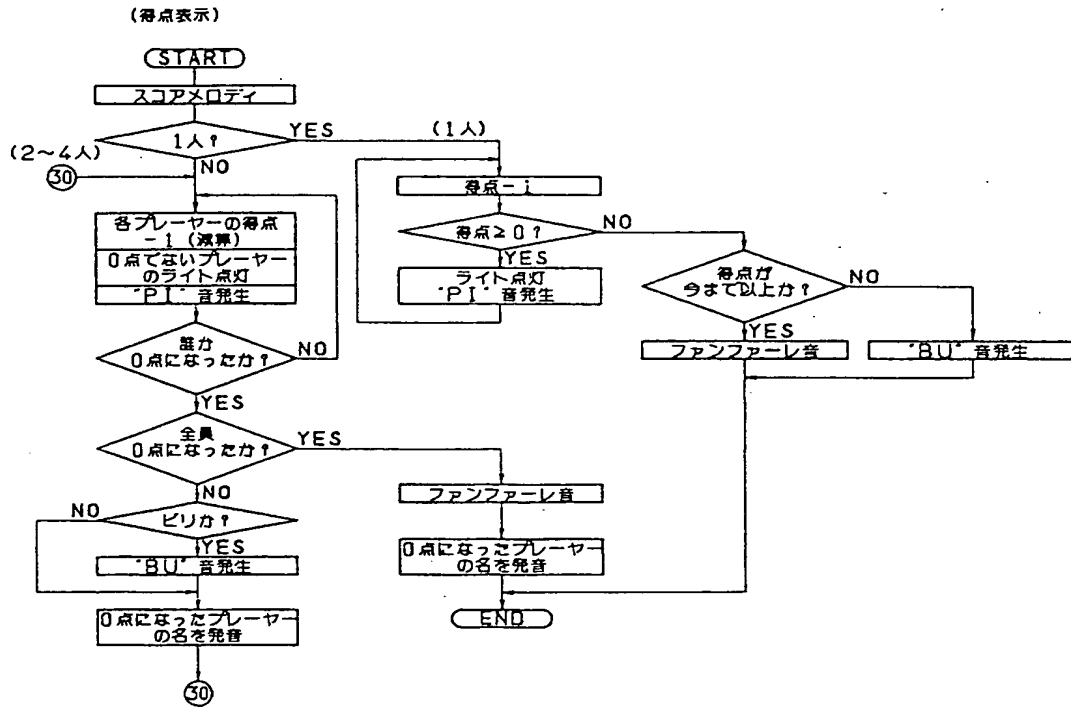 (得点表示)
START
スコアメロディ
1人?
YES
(1人)
(2〜4人)
NO
30
各プレーヤーの得点
-1 (減算)
0点でないプレーヤー
のライト点灯
"PI" 音発生
誰か
0点になったか?
NO
YES
全員
0点になったか?
YES
NO
ビリか?
NO
YES
"BU" 音発生
0点になったプレーヤー
の名を発音
30
得点-i
得点≧0?
NO
YES
ライト点灯
"PI" 音発生
得点が
今まで以上か?
NO
YES
ファンファーレ音
"BU" 音発生
ファンファーレ音
0点になったプレーヤー
の名を発音
END